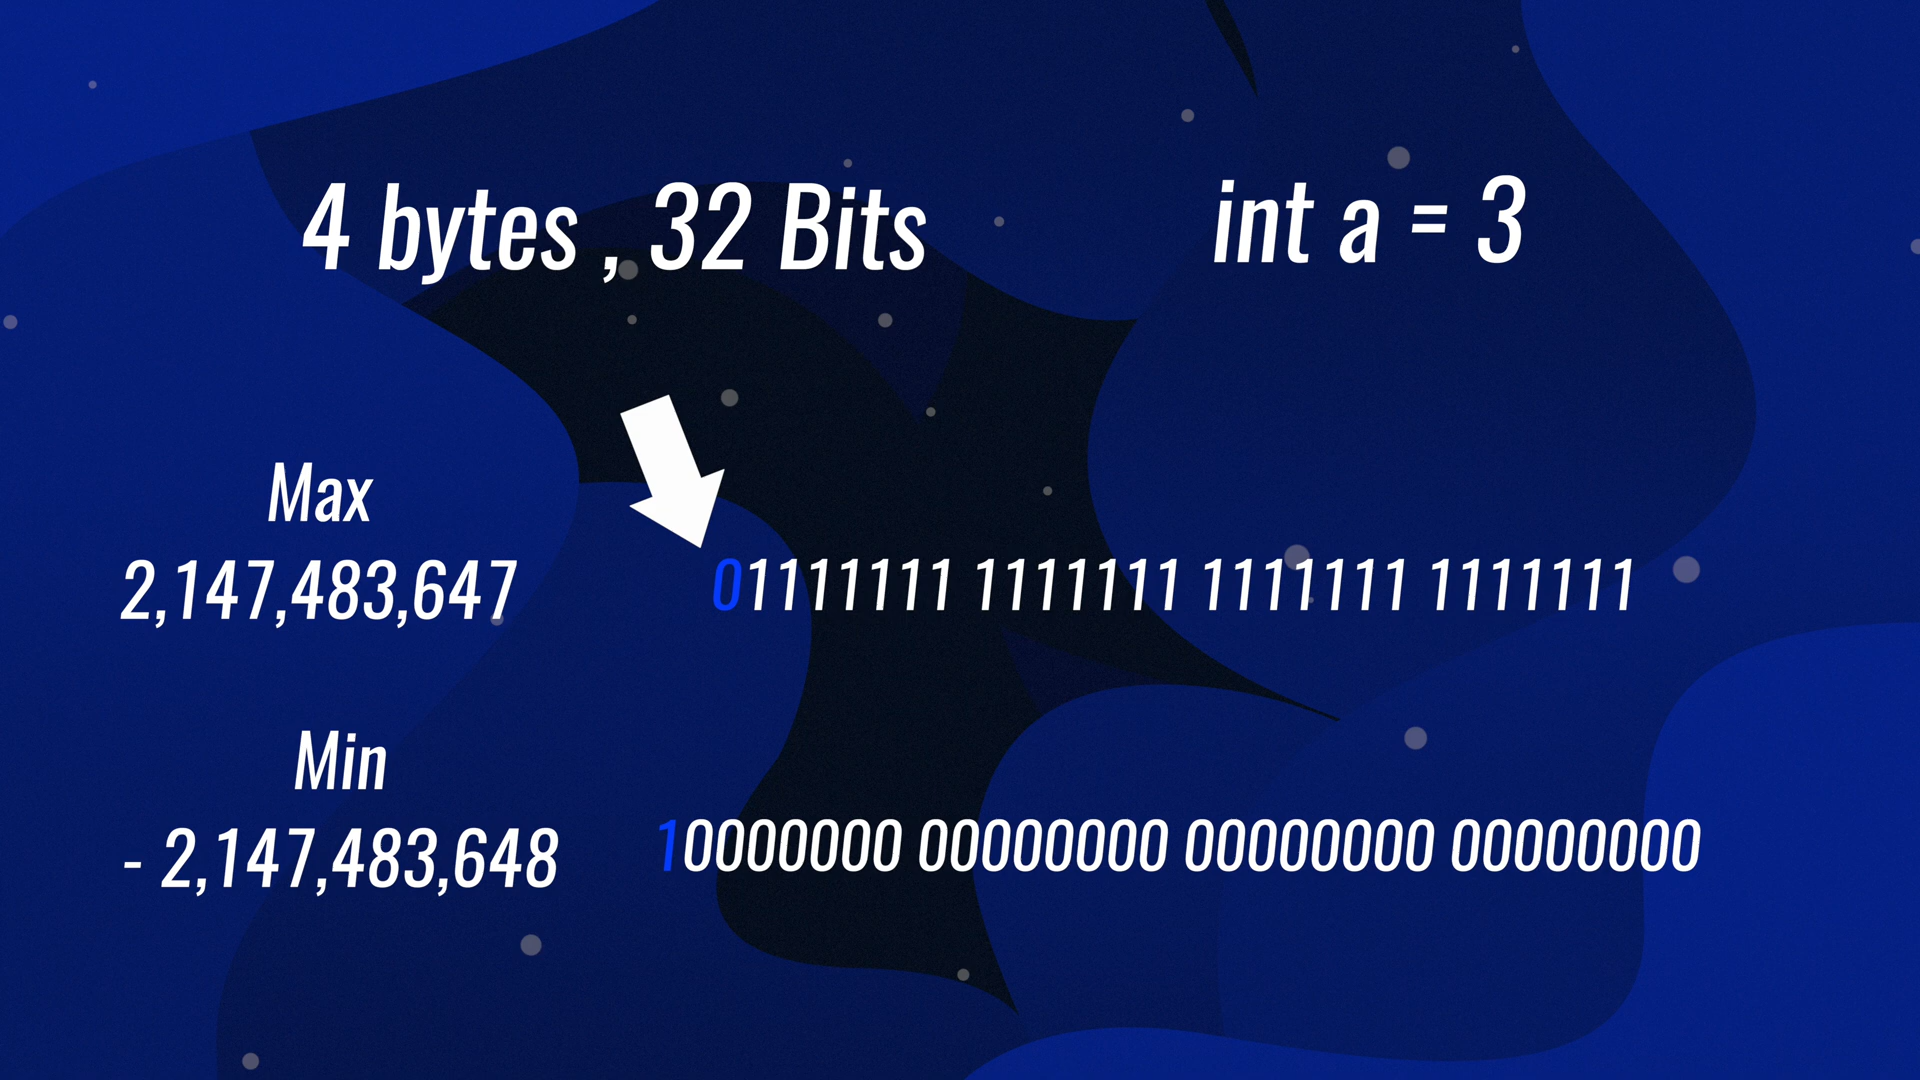 4 bytes , 32 Bits
int a = 3
Max
2,147,483,647
01111111 1111111 1111111 1111111
Min
- 2,147,483,648
10000000 00000000 00000000 00000000